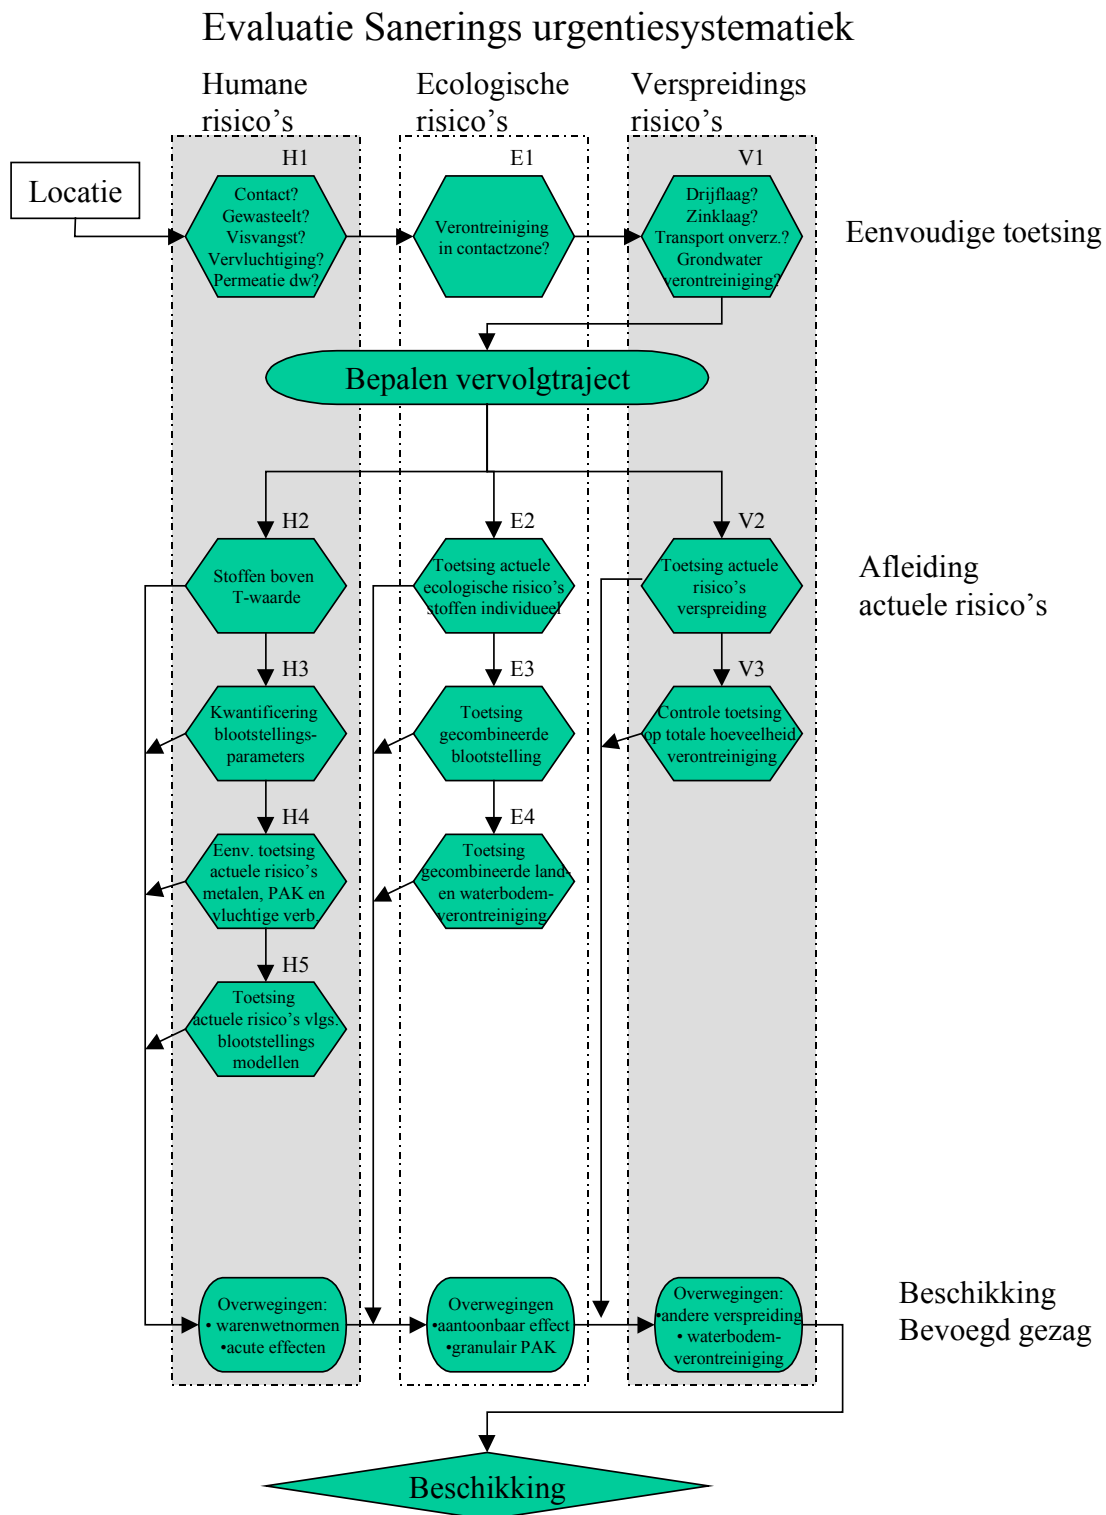 Evaluatie Sanerings urgentiesystematiek
Humane
risico’s
Ecologische
risico’s
Verspreidings
risico’s
H1
E1
V1
Locatie
Contact?
Gewasteelt?
Visvangst?
Vervluchtiging?
Permeatie dw?
Verontreiniging
in contactzone?
Drijflaag?
Zinklaag?
Transport onverz.?
Grondwater
verontreiniging?
Eenvoudige toetsing
Bepalen vervolgtraject
H2
E2
V2
Stoffen boven
T-waarde
Toetsing actuele
ecologische risico’s
stoffen individueel
Toetsing actuele
risico’s
verspreiding
Afleiding
actuele risico’s
H3
E3
V3
Kwantificering
blootstellings-
parameters
Toetsing
gecombineerde
blootstelling
Controle toetsing
op totale hoeveelheid
verontreiniging
H4
E4
Eenv. toetsing
actuele risico’s
metalen, PAK en
vluchtige verb.
Toetsing
gecombineerde land-
en waterbodem-
verontreiniging
H5
Toetsing
actuele risico’s vlgs.
blootstellings
modellen
Overwegingen:
• warenwetnormen
•acute effecten
Overwegingen
•aantoonbaar effect
•granulair PAK
Overwegingen:
•andere verspreiding
• waterbodem-
verontreiniging
Beschikking
Bevoegd gezag
Beschikking